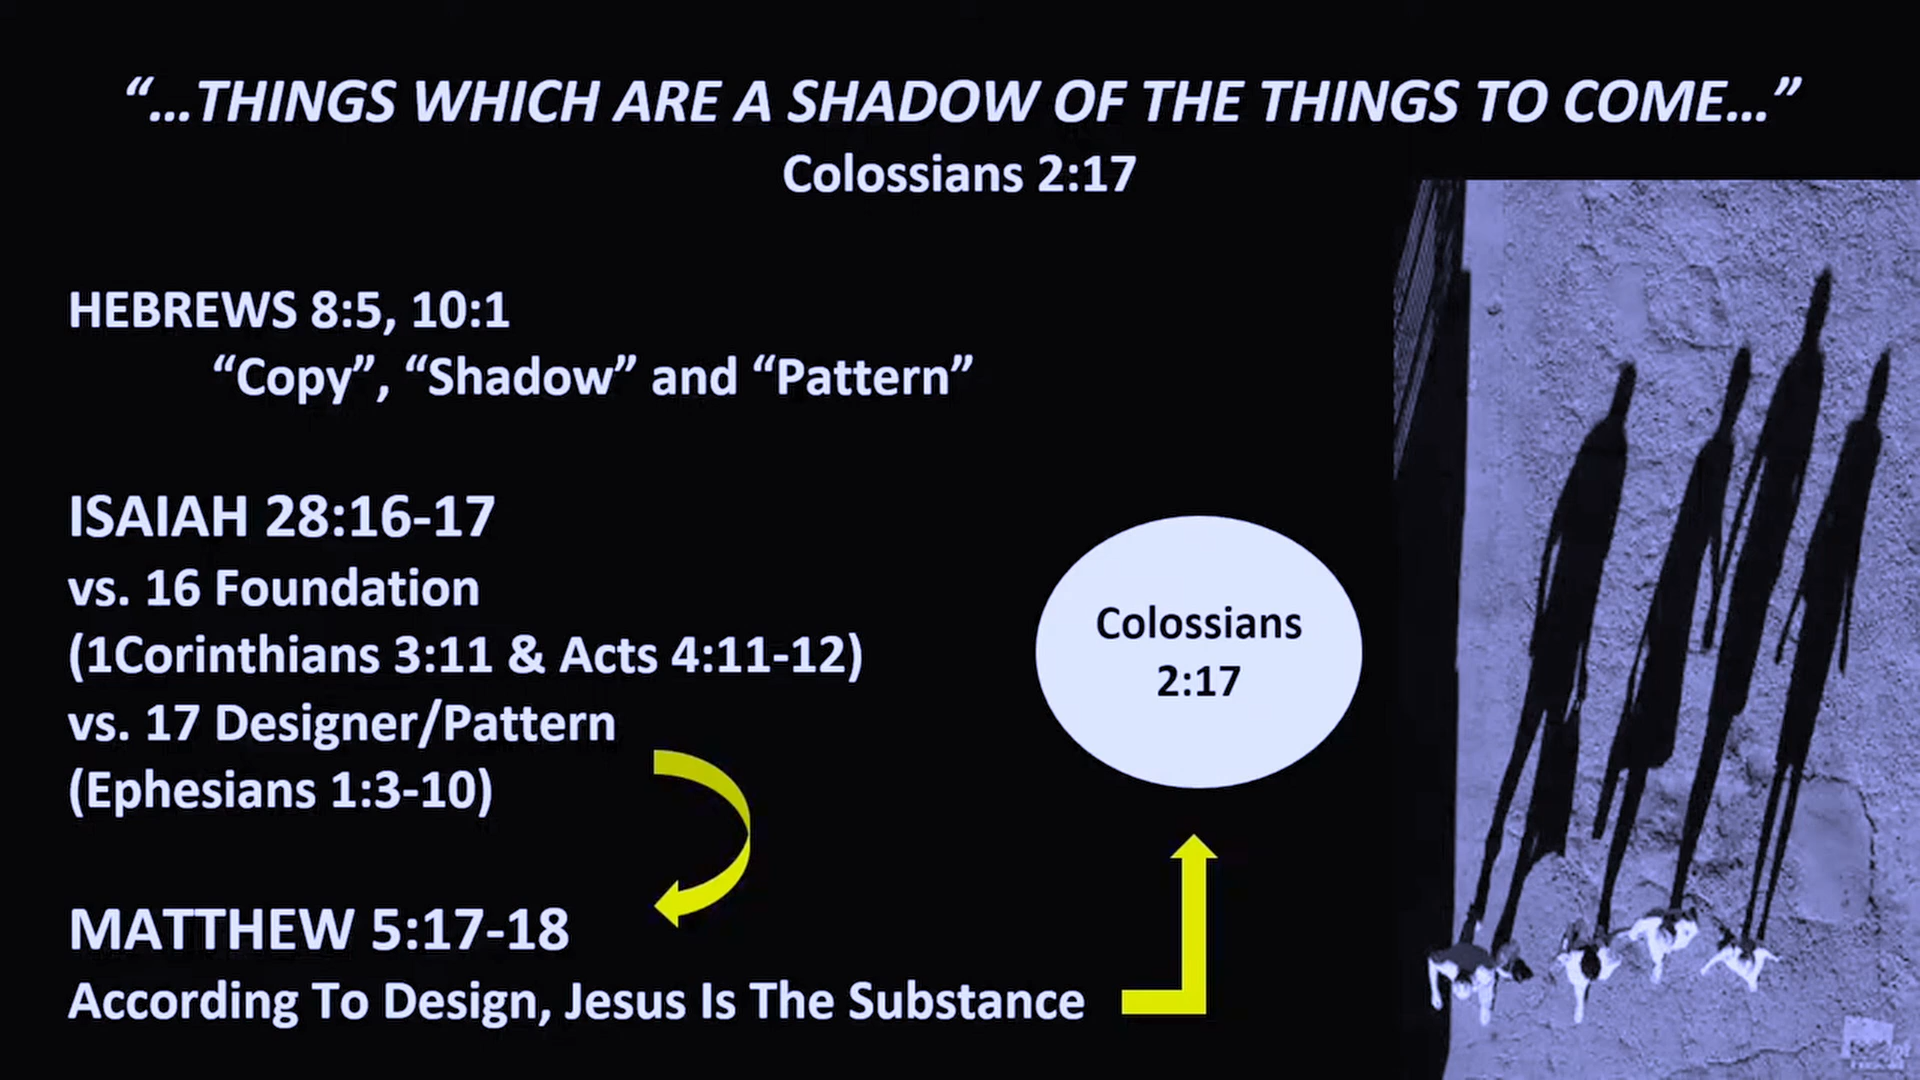 “...THINGS WHICH ARE A SHADOW OF THE THINGS TO COME...”
Colossians 2:17
HEBREWS 8:5, 10:1
“Copy”, “Shadow” and “Pattern”
ISAIAH 28:16-17
vs. 16 Foundation
(1Corinthians 3:11 & Acts 4:11-12)
vs. 17 Designer/Pattern
(Ephesians 1:3-10)
MATTHEW 5:17-18
According To Design, Jesus Is The Substance
Colossians
2:17